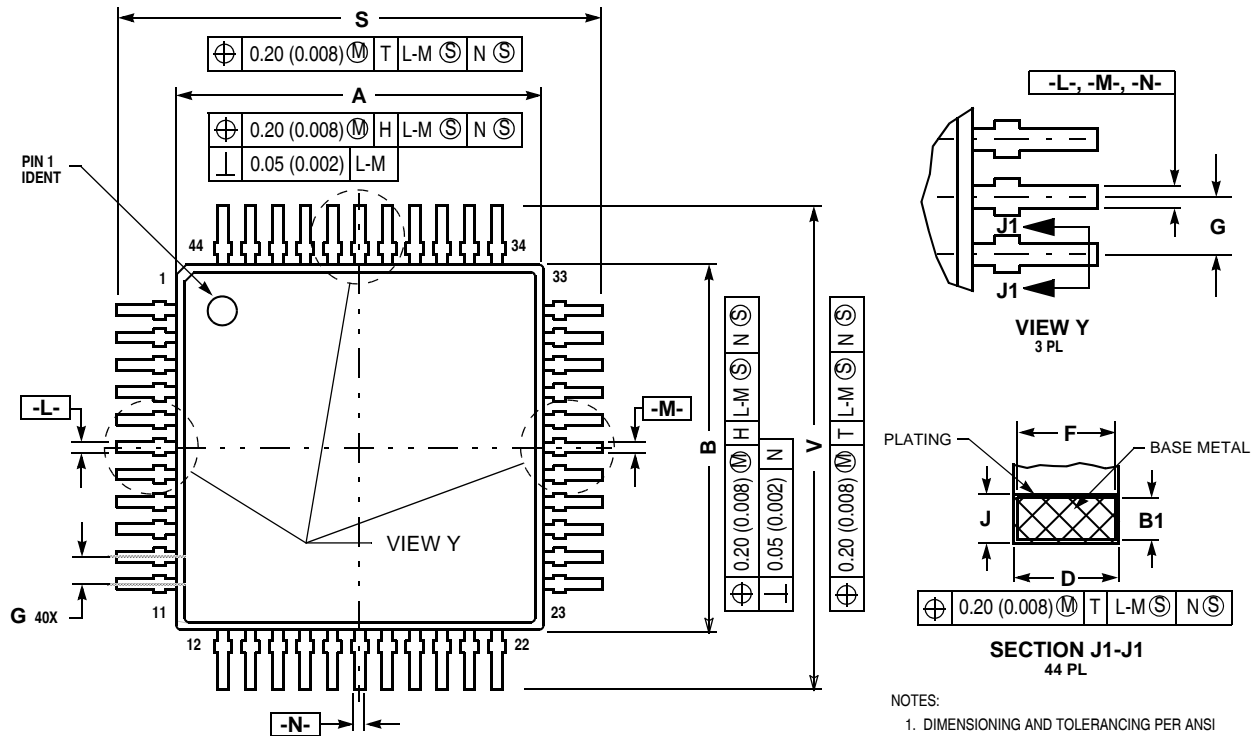 S
⌖ 0.20 (0.008) Ⓜ T L-M Ⓢ N Ⓢ
A
⌖ 0.20 (0.008) Ⓜ H L-M Ⓢ N Ⓢ
⊥ 0.05 (0.002) L-M
PIN 1
IDENT
44
34
1
33
-L-
-M-
B
⌖ 0.20 (0.008) Ⓜ H L-M Ⓢ N Ⓢ
⊥ 0.05 (0.002) N
V
⌖ 0.20 (0.008) Ⓜ T L-M Ⓢ N Ⓢ
VIEW Y
G 40X
11
23
12
22
-N-
-L-, -M-, -N-
J1
G
J1
VIEW Y
3 PL
PLATING
F
BASE METAL
J
B1
D
⌖ 0.20 (0.008) Ⓜ T L-M Ⓢ N Ⓢ
SECTION J1-J1
44 PL
NOTES:
1. DIMENSIONING AND TOLERANCING PER ANSI